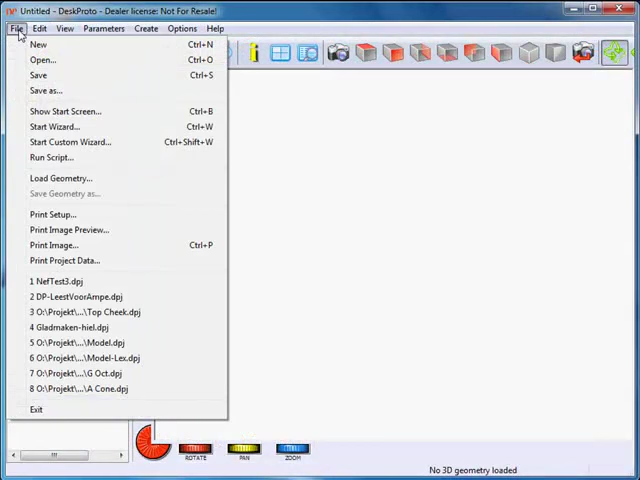 Untitled - DeskProto - Dealer license: Not For Resale!
File Edit View Parameters Create Options Help
New Ctrl+N
Open... Ctrl+O
Save Ctrl+S
Save as...
Show Start Screen... Ctrl+B
Start Wizard... Ctrl+W
Start Custom Wizard... Ctrl+Shift+W
Run Script...
Load Geometry...
Save Geometry as...
Print Setup...
Print Image Preview...
Print Image... Ctrl+P
Print Project Data...
1 NefTest3.dpj
2 DP-LeestVoorAmpe.dpj
3 O:\Projekt\...\Top Cheek.dpj
4 Gladmaken-hiel.dpj
5 O:\Projekt\...\Model.dpj
6 O:\Projekt\...\Model-Lex.dpj
7 O:\Projekt\...\G Oct.dpj
8 O:\Projekt\...\A Cone.dpj
Exit
ROTATE PAN ZOOM
No 3D geometry loaded